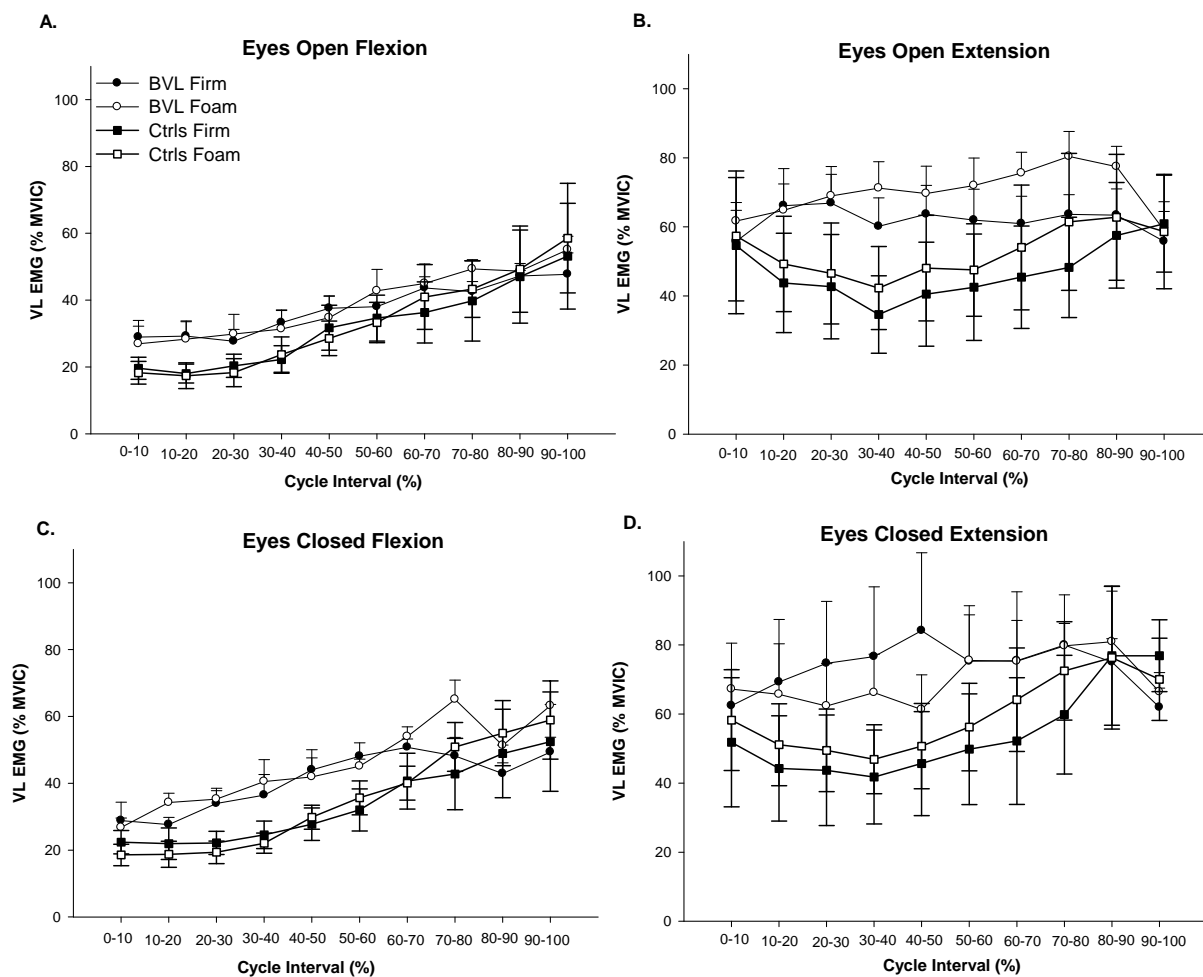 A.
Eyes Open Flexion
BVL Firm
BVL Foam
Ctrls Firm
Ctrls Foam
100
80
60
40
20
0
VL EMG (% MVIC)
0-10 10-20 20-30 30-40 40-50 50-60 60-70 70-80 80-90 90-100
Cycle Interval (%)
B.
Eyes Open Extension
100
80
60
40
20
0
VL EMG (% MVIC)
0-10 10-20 20-30 30-40 40-50 50-60 60-70 70-80 80-90 90-100
Cycle Interval (%)
C.
Eyes Closed Flexion
100
80
60
40
20
0
VL EMG (% MVIC)
0-10 10-20 20-30 30-40 40-50 50-60 60-70 70-80 80-90 90-100
Cycle Interval (%)
D.
Eyes Closed Extension
100
80
60
40
20
0
VL EMG (% MVIC)
0-10 10-20 20-30 30-40 40-50 50-60 60-70 70-80 80-90 90-100
Cycle Interval (%)